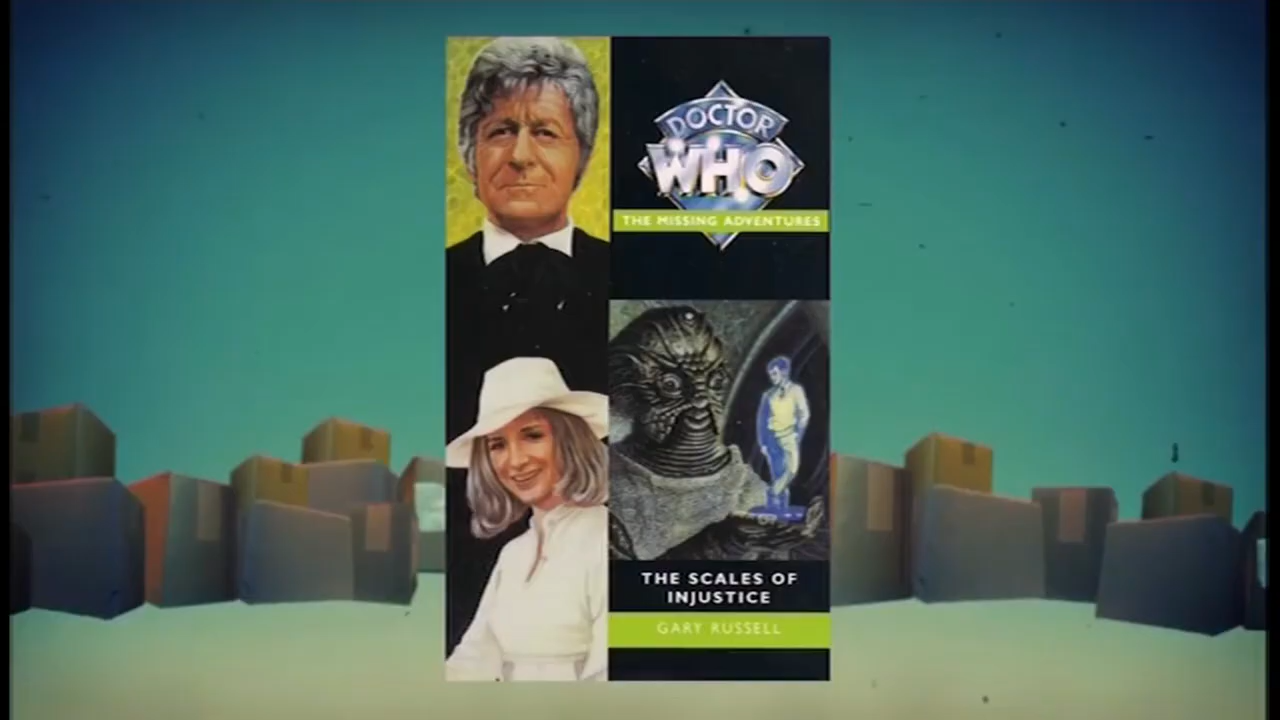 DOCTOR
WHO
THE MISSING ADVENTURES
THE SCALES OF
INJUSTICE
GARY RUSSELL